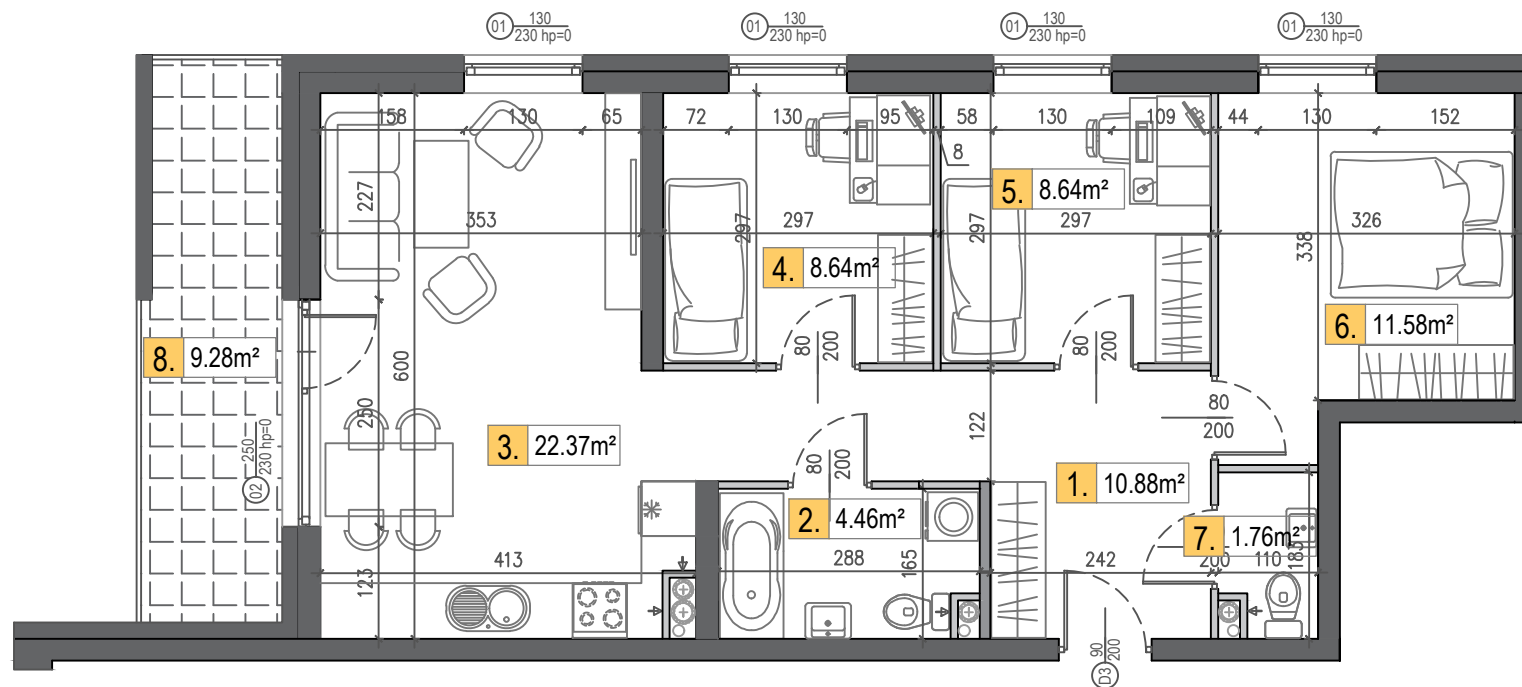 01 130
230 hp=0
01 130
230 hp=0
01 130
230 hp=0
01 130
230 hp=0
158 130 65 72 130 95 58 130 109 44 130 152
8
5. 8.64m²
227
353 297 297 297 297 338 326
4. 8.64m²
6. 11.58m²
8. 9.28m²
600
80
200
80
200
80
200
250
122
3. 22.37m²
02 250
230 hp=0
80
200
1. 10.88m²
2. 4.46m²
7. 1.76m²
413 288 165 242 200 110 185
123
D3 90
200